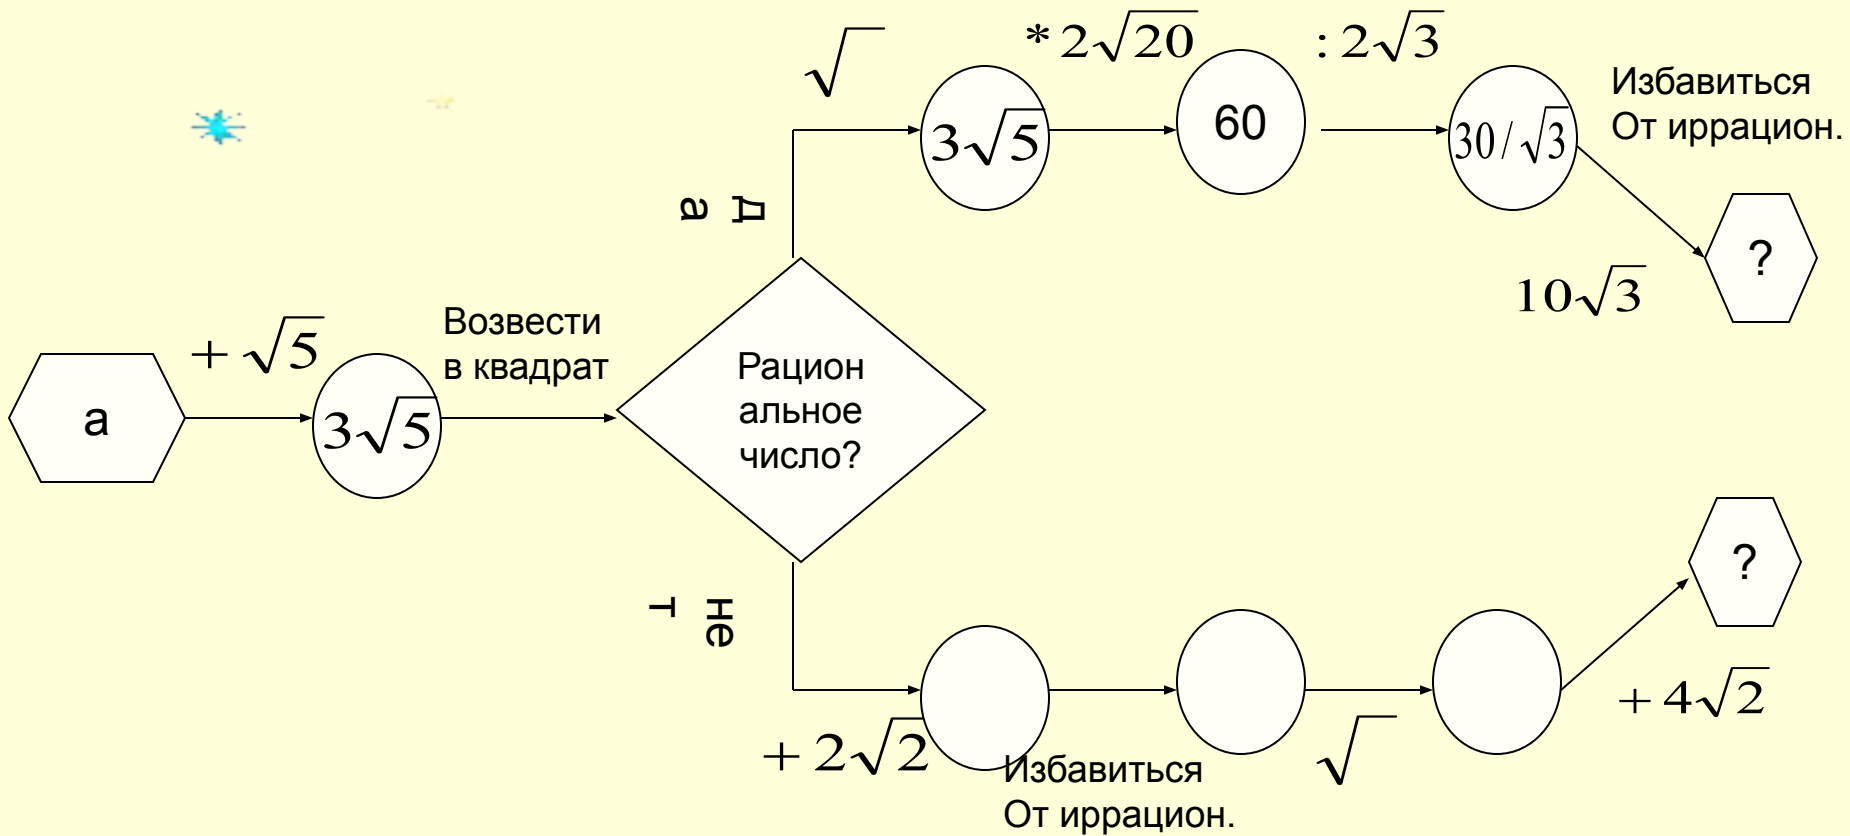 а
+ √5
3√5
Возвести
в квадрат
Рацион
альное
число?
да
√
3√5
* 2√20
60
: 2√3
30/√3
Избавиться
От иррацион.
10√3
?
нет
+ 2√2
Избавиться
От иррацион.
√
+ 4√2
?